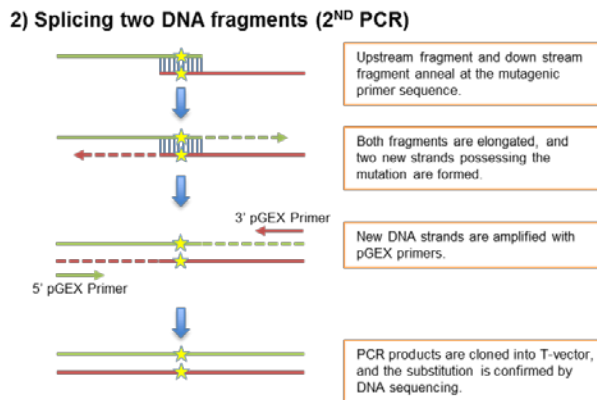 2) Splicing two DNA fragments (2ND PCR)
Upstream fragment and down stream
fragment anneal at the mutagenic
primer sequence.
Both fragments are elongated, and
two new strands possessing the
mutation are formed.
3' pGEX Primer
New DNA strands are amplified with
pGEX primers.
5' pGEX Primer
PCR products are cloned into T-vector,
and the substitution is confirmed by
DNA sequencing.